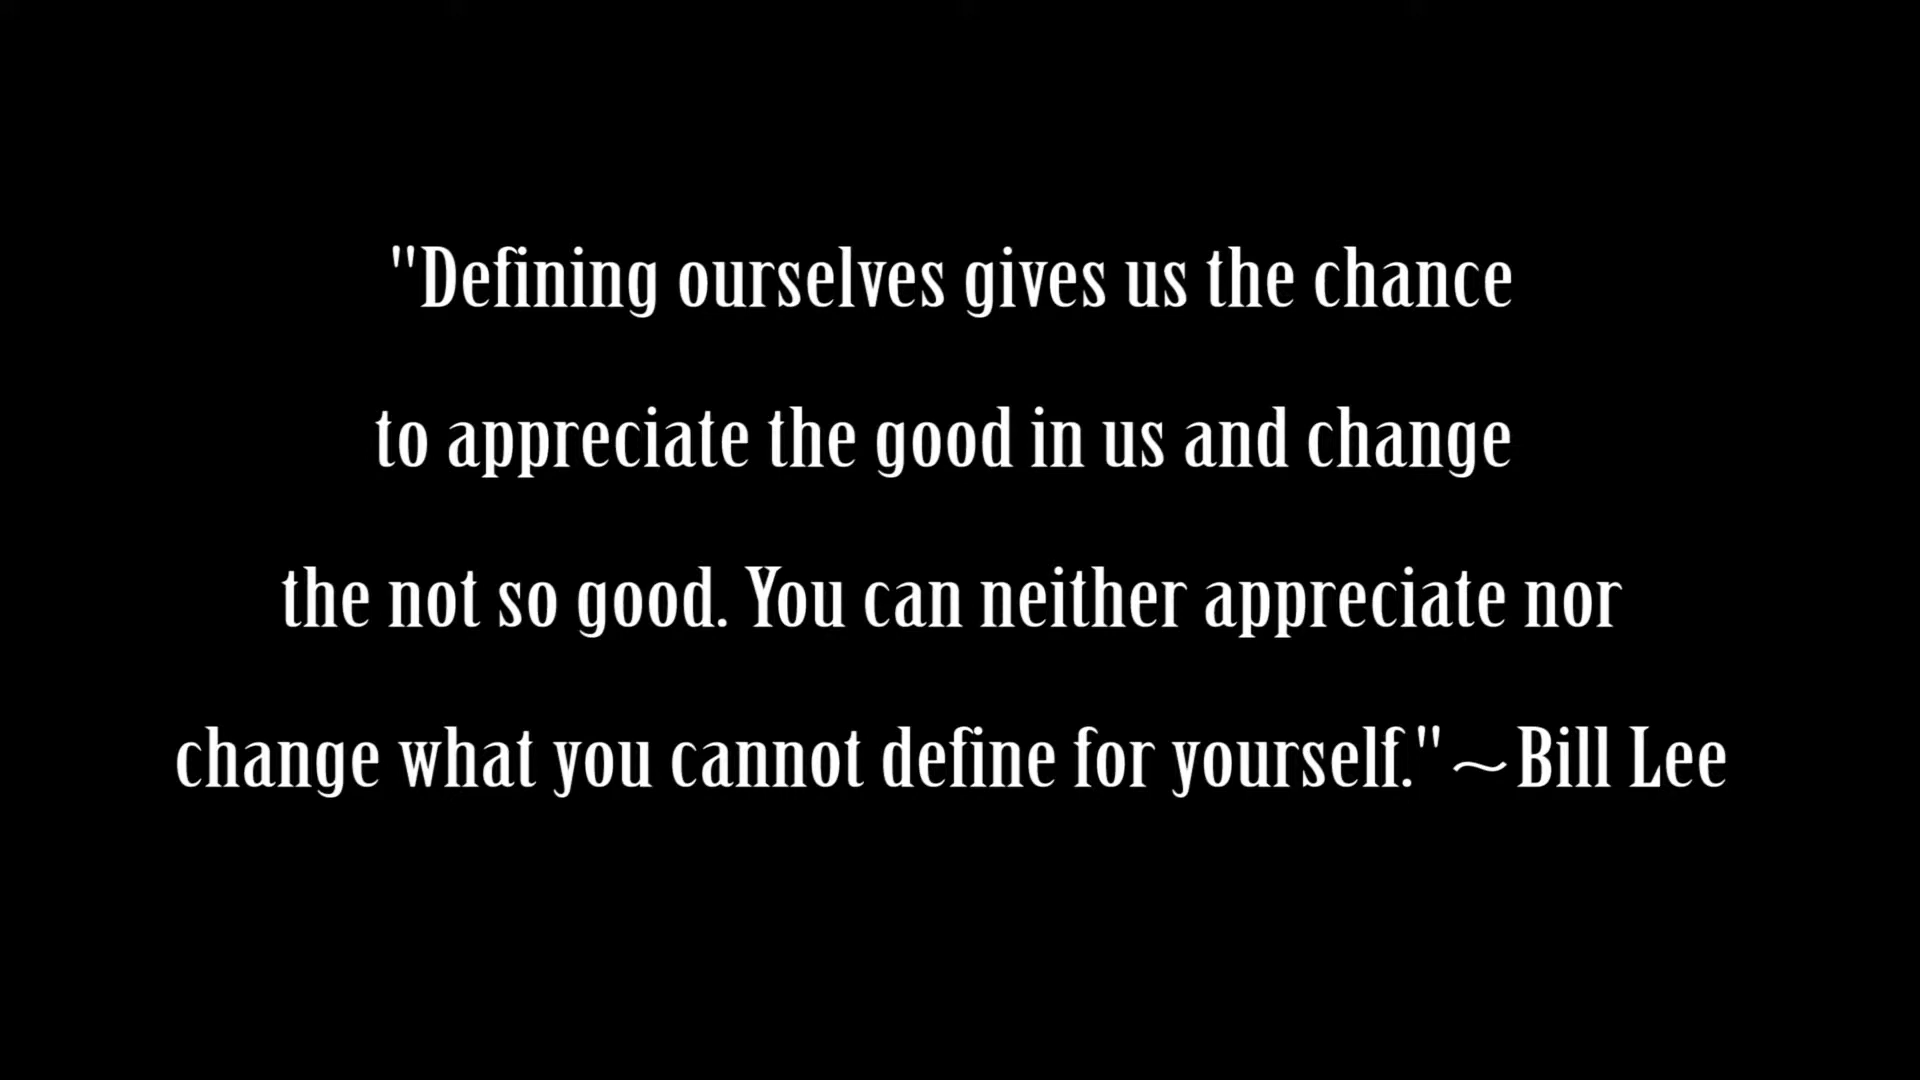 "Defining ourselves gives us the chance
to appreciate the good in us and change
the not so good. You can neither appreciate nor
change what you cannot define for yourself."~Bill Lee